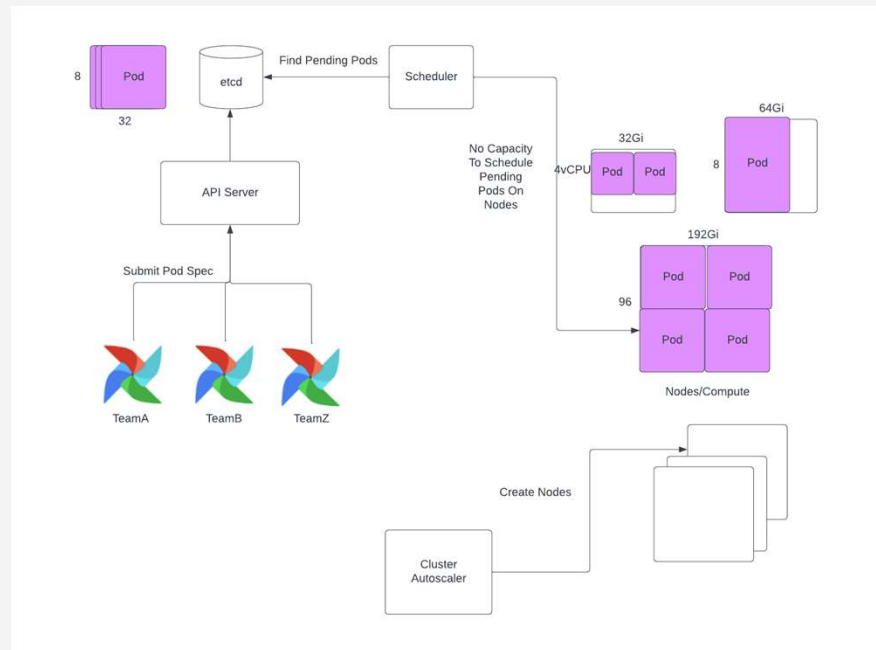 8
Pod
32
etcd
Find Pending Pods
Scheduler
No Capacity
To Schedule
Pending
Pods On
Nodes
32Gi
4vCPU
Pod
Pod
64Gi
8
Pod
192Gi
96
Pod
Pod
Pod
Pod
Nodes/Compute
API Server
Submit Pod Spec
TeamA
TeamB
TeamZ
Create Nodes
Cluster
Autoscaler